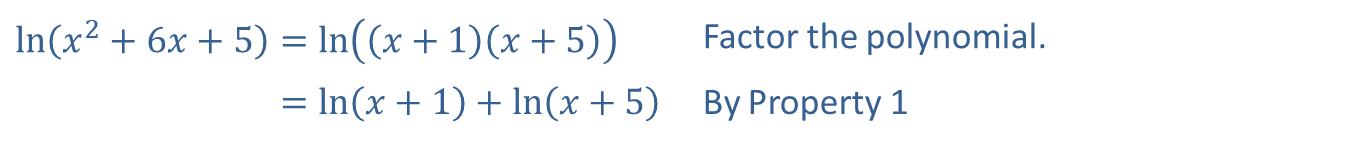 ln(x² + 6x + 5) = ln((x + 1)(x + 5)) Factor the polynomial.
= ln(x + 1) + ln(x + 5) By Property 1